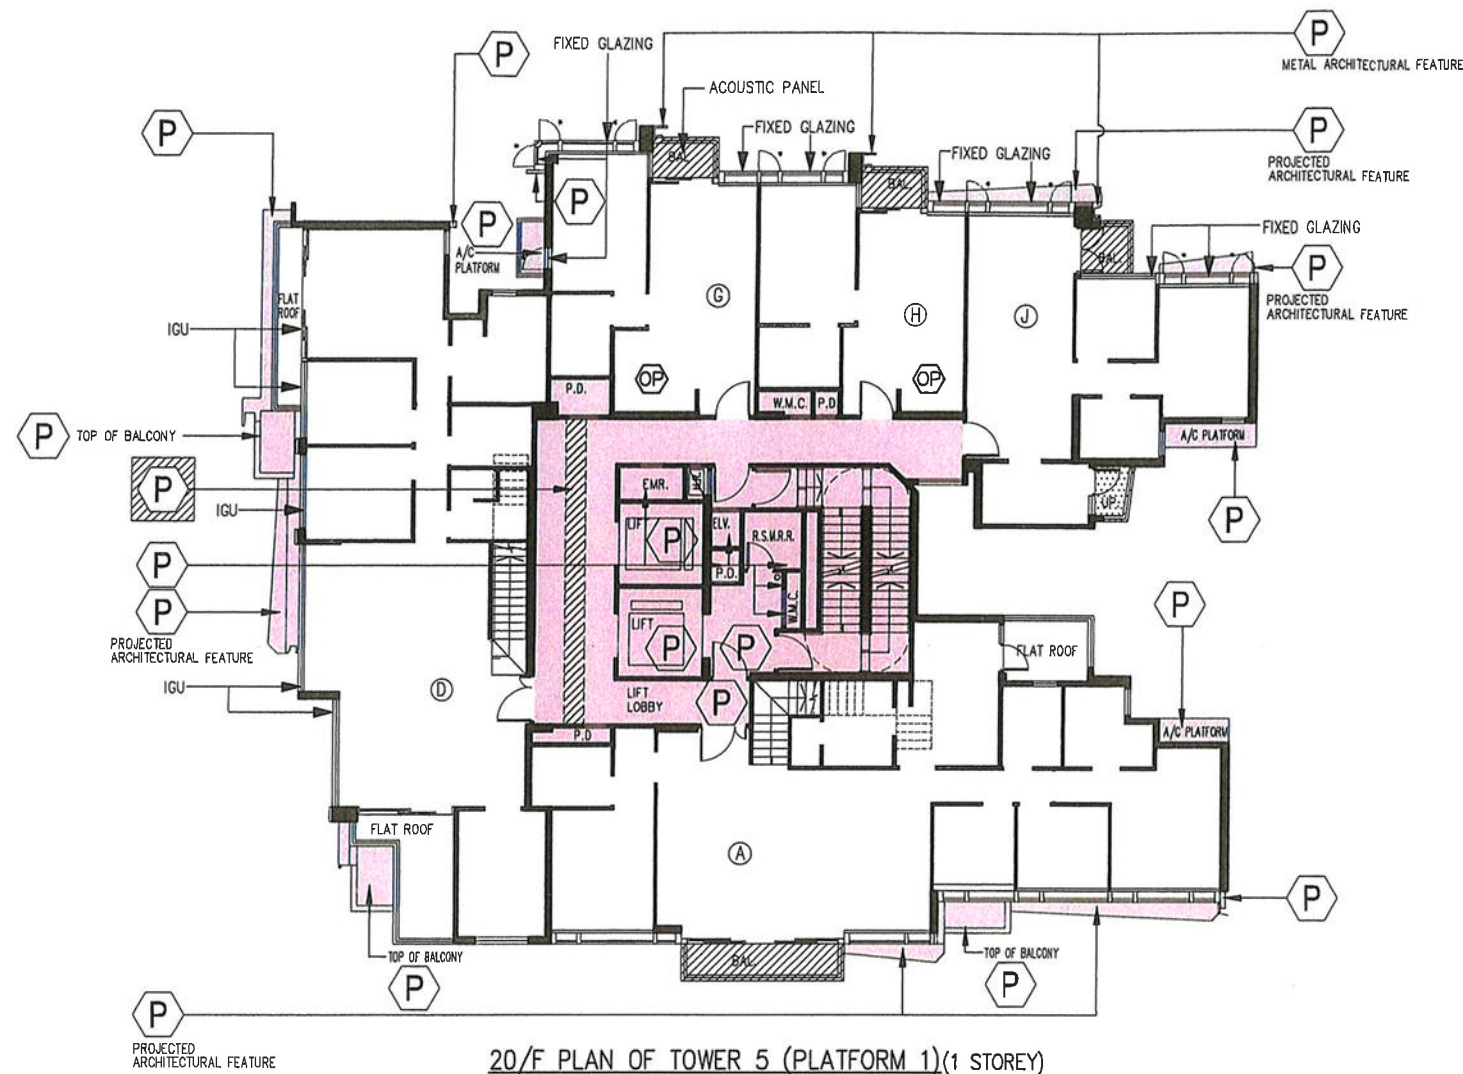 P
FIXED GLAZING
P
METAL ARCHITECTURAL FEATURE
ACOUSTIC PANEL
P
FIXED GLAZING
P
PROJECTED
ARCHITECTURAL FEATURE
FIXED GLAZING
BAL.
BAL.
P
P
A/C
PLATFORM
FIXED GLAZING
BAL.
P
PROJECTED
ARCHITECTURAL FEATURE
FLAT
ROOF
IGU
G
H
J
OP
OP
P.D.
W.M.C.
P.D
P
TOP OF BALCONY
A/C PLATFORM
P
EMR.
H.R.
UP.
IGU
P
LIFT
P
ELV.
R.S.M.R.R.
P
P.D.
W.M.C.
P
PROJECTED
ARCHITECTURAL FEATURE
LIFT
P
P
P
FLAT ROOF
IGU
D
LIFT
LOBBY
P
P.D
A/C PLATFORM
FLAT ROOF
A
P
BAL.
TOP OF BALCONY
TOP OF BALCONY
P
P
P
PROJECTED
ARCHITECTURAL FEATURE
20/F PLAN OF TOWER 5 (PLATFORM 1)(1 STOREY)